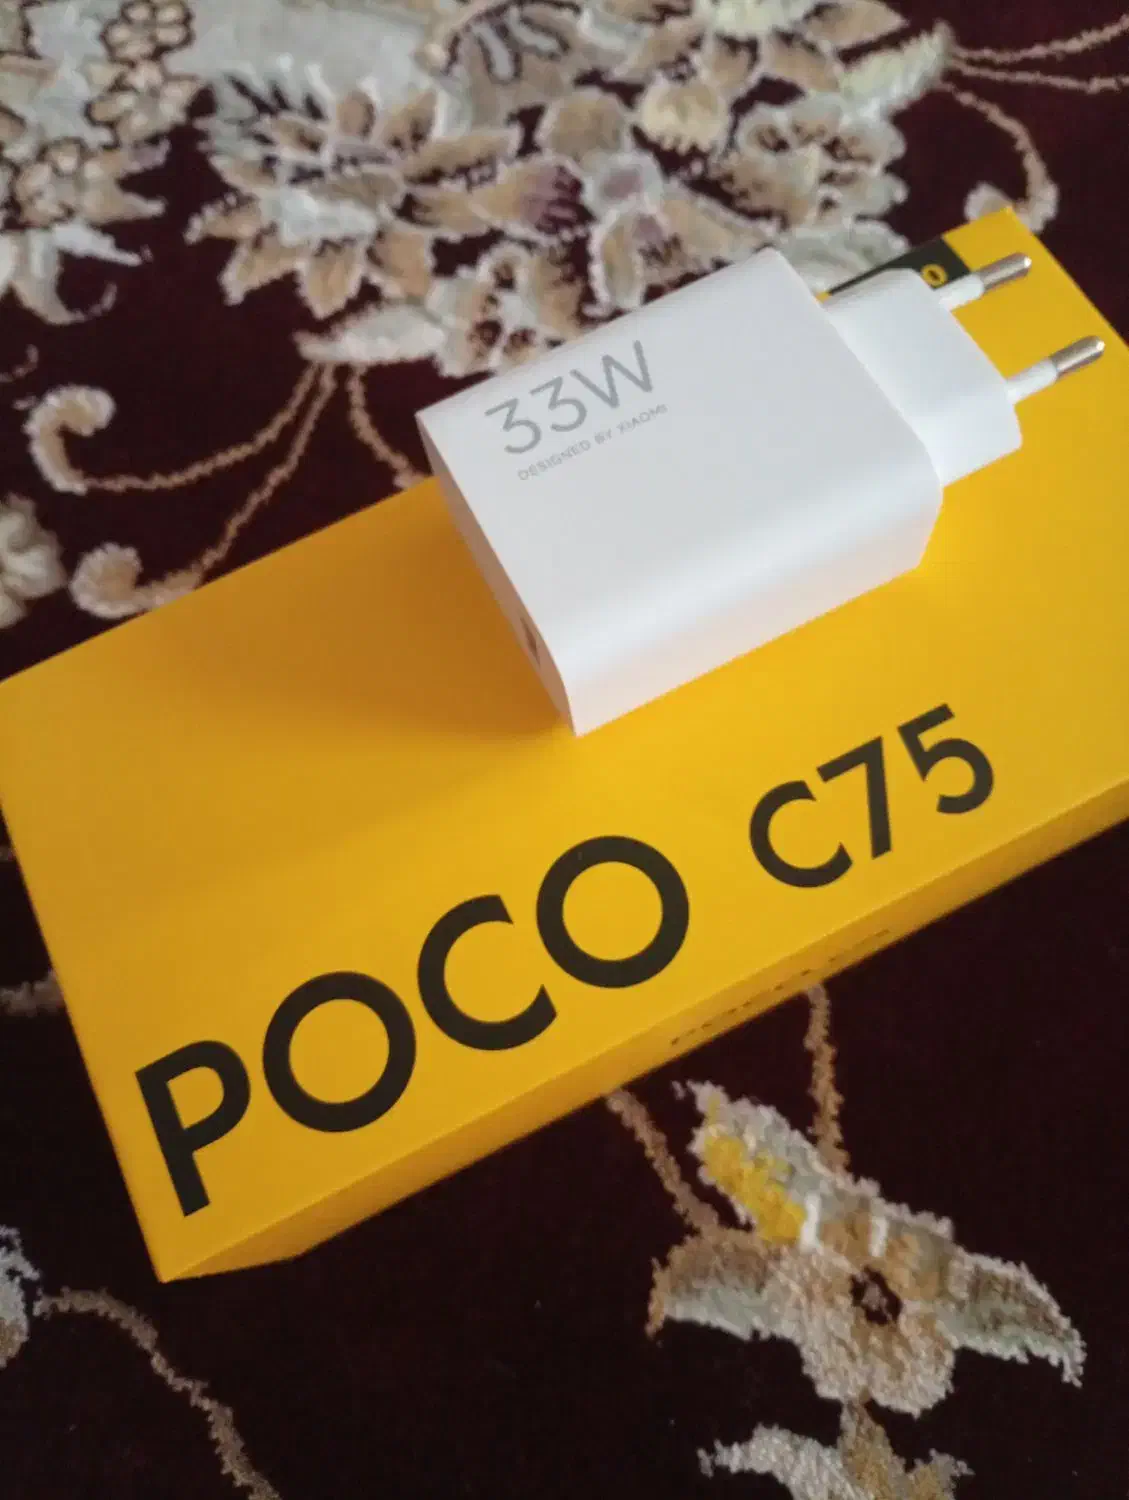 33W
DESIGNED BY XIAOMI
POCO C75